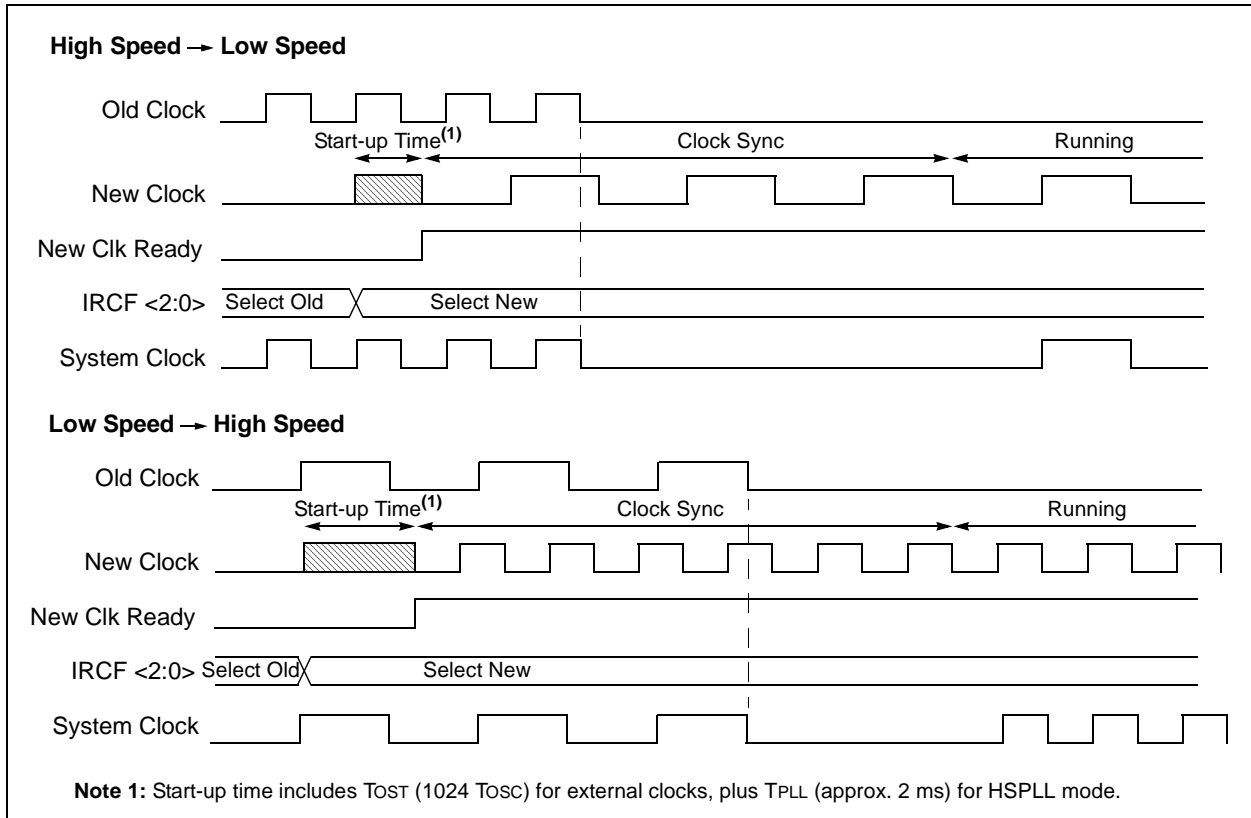 High Speed → Low Speed
Old Clock
Start-up Time(1) Clock Sync Running
New Clock
New Clk Ready
IRCF <2:0> Select Old Select New
System Clock
Low Speed → High Speed
Old Clock
Start-up Time(1) Clock Sync Running
New Clock
New Clk Ready
IRCF <2:0> Select Old Select New
System Clock
Note 1: Start-up time includes TOST (1024 TOSC) for external clocks, plus TPLL (approx. 2 ms) for HSPLL mode.